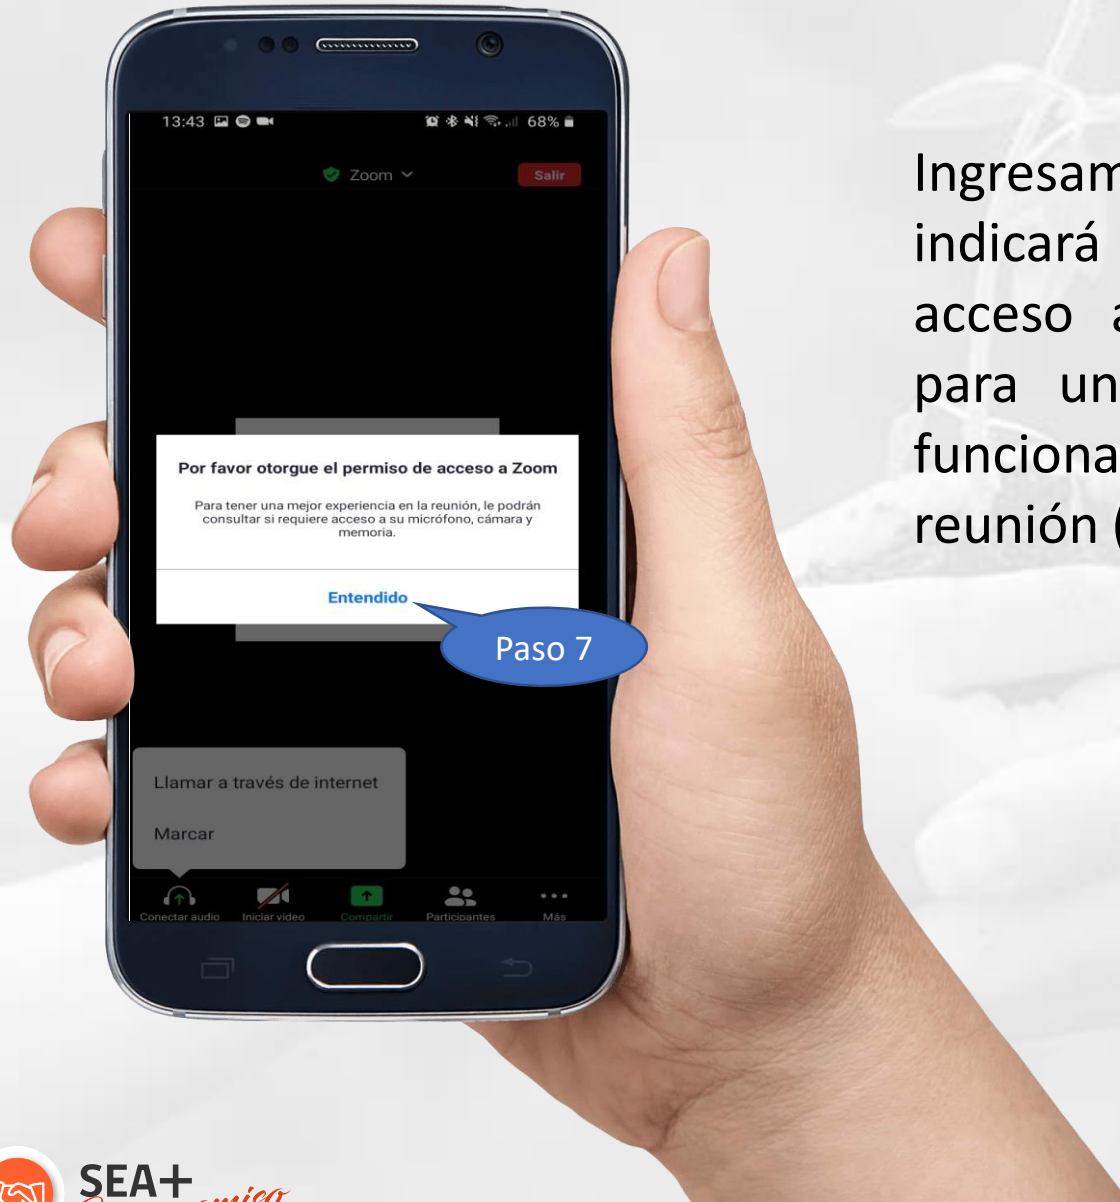 13:43
68%
Zoom
Salir
Por favor otorgue el permiso de acceso a Zoom
Para tener una mejor experiencia en la reunión, le podrán
consultar si requiere acceso a su micrófono, cámara y
memoria.
Entendido
Paso 7
Llamar a través de internet
Marcar
Conectar audio Iniciar video Compartir Participantes Más
Ingresam
indicará
acceso a
para un
funciona
reunión (
SEA+